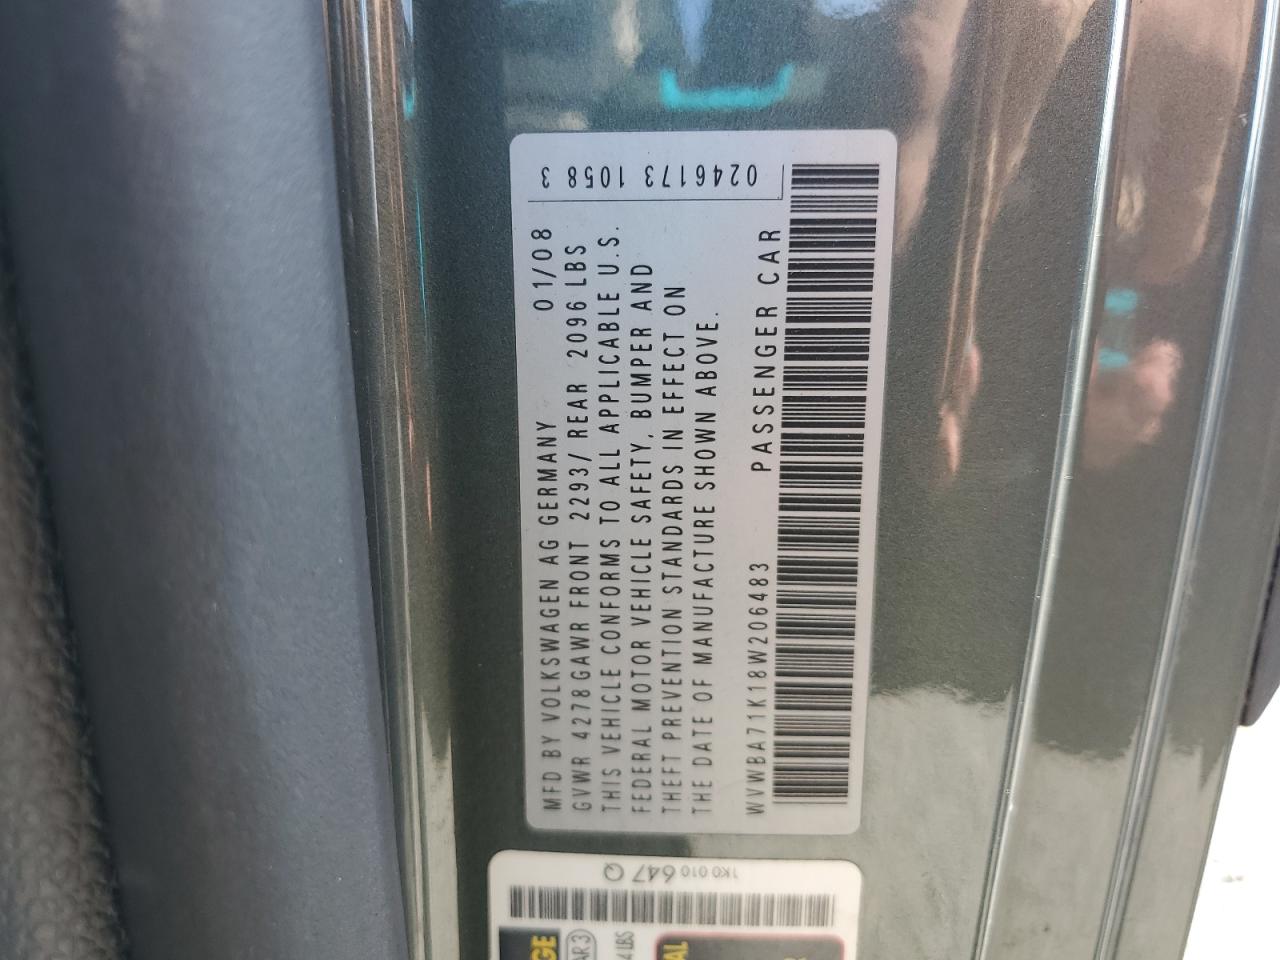 MFD BY VOLKSWAGEN AG GERMANY 01/08
GVWR 4278GAWR FRONT 2293/ REAR 2096 LBS
THIS VEHICLE CONFORMS TO ALL APPLICABLE U.S.
FEDERAL MOTOR VEHICLE SAFETY, BUMPER AND
THEFT PREVENTION STANDARDS IN EFFECT ON
THE DATE OF MANUFACTURE SHOWN ABOVE.
WVWBA71K18W206483 PASSENGER CAR
0246173 1058 3
1K0 010 647 Q
LBS